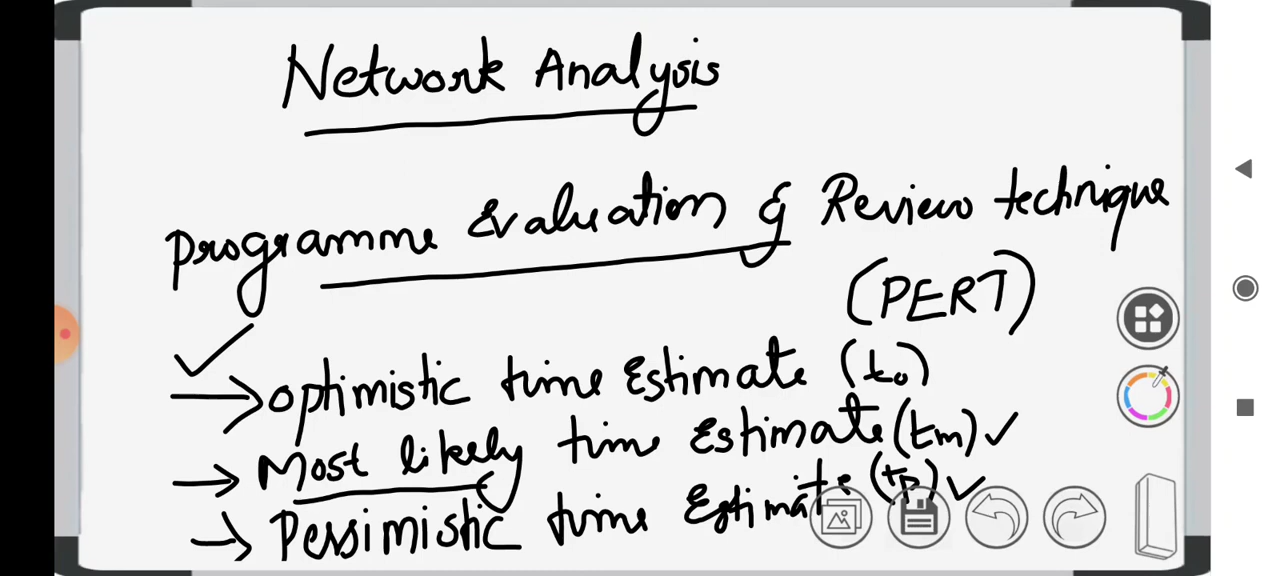 Network Analysis
Programme Evaluation & Review technique
(PERT)
optimistic time Estimate (to)
Most likely time Estimate (tm)
Pessimistic time Estimate (tp)